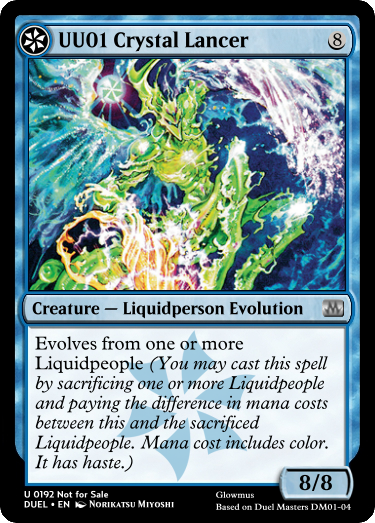 UU01 Crystal Lancer
8
Creature — Liquidperson Evolution
Evolves from one or more
Liquidpeople (You may cast this spell
by sacrificing one or more Liquidpeople
and paying the difference in mana costs
between this and the sacrificed
Liquidpeople. Mana cost includes color.
It has haste.)
8/8
U 0192 Not for Sale
DUEL • EN NORIKATSU MIYOSHI
Glowmus
Based on Duel Masters DM01-04